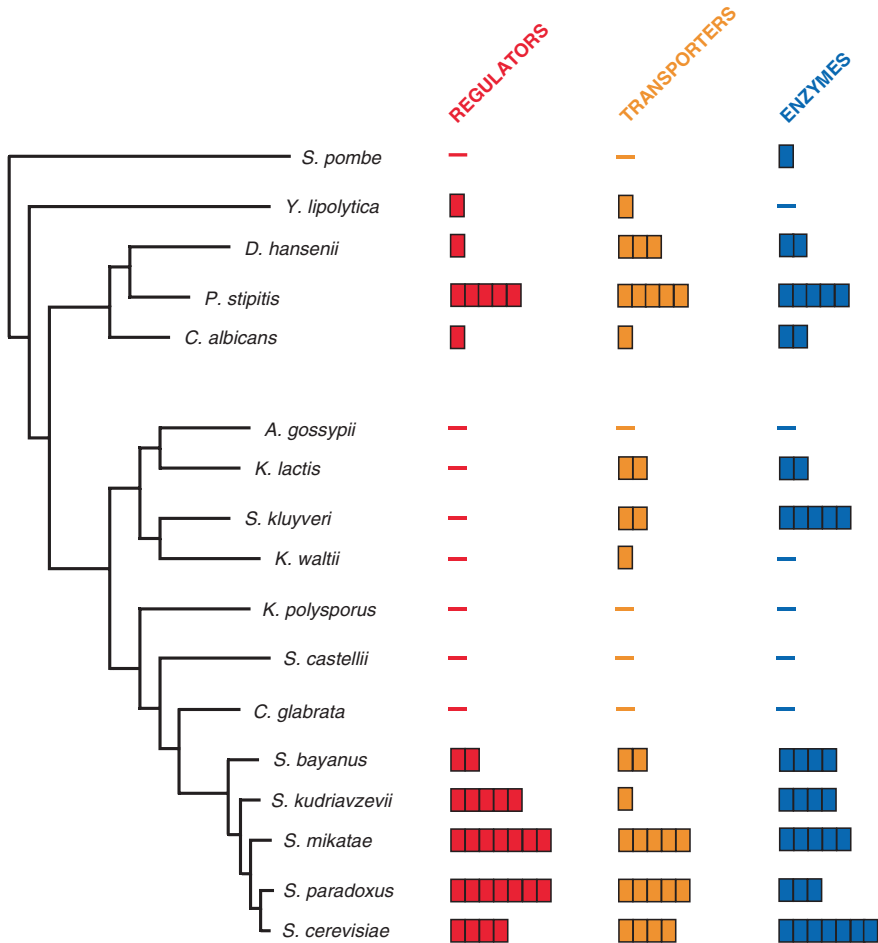 REGULATORS
TRANSPORTERS
ENZYMES
S. pombe
Y. lipolytica
D. hansenii
P. stipitis
C. albicans
A. gossypii
K. lactis
S. kluyveri
K. waltii
K. polysporus
S. castellii
C. glabrata
S. bayanus
S. kudriavzevii
S. mikatae
S. paradoxus
S. cerevisiae